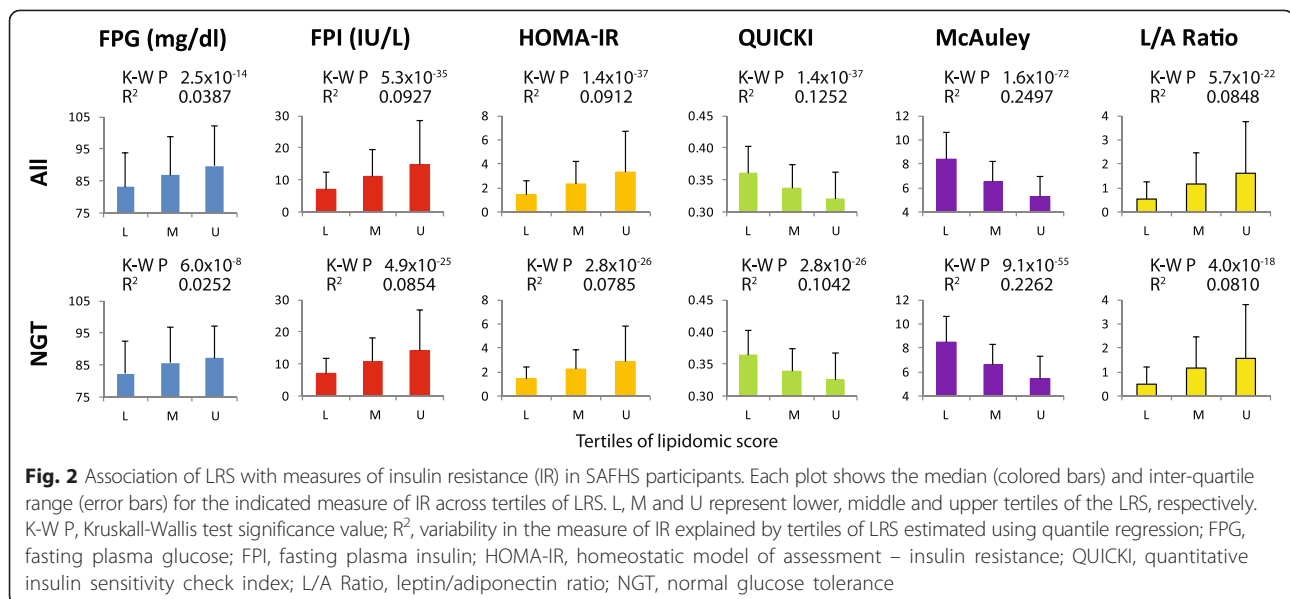 FPG (mg/dl) FPI (IU/L) HOMA-IR QUICKI McAuley L/A Ratio
All
K-W P 2.5x10-14 K-W P 5.3x10-35 K-W P 1.4x10-37 K-W P 1.4x10-37 K-W P 1.6x10-72 K-W P 5.7x10-22
R2 0.0387 R2 0.0927 R2 0.0912 R2 0.1252 R2 0.2497 R2 0.0848
105 30 8 0.45 12 4
95 20 6 0.40 10 3
85 10 4 0.35 8 2
75 0 2 0.30 6 1
0 4 0
L M U L M U L M U L M U L M U L M U
NGT
K-W P 6.0x10-8 K-W P 4.9x10-25 K-W P 2.8x10-26 K-W P 2.8x10-26 K-W P 9.1x10-55 K-W P 4.0x10-18
R2 0.0252 R2 0.0854 R2 0.0785 R2 0.1042 R2 0.2262 R2 0.0810
105 30 8 0.45 12 4
95 20 6 0.40 10 3
85 10 4 0.35 8 2
75 0 2 0.30 6 1
0 4 0
L M U L M U L M U L M U L M U L M U
Tertiles of lipidomic score
Fig. 2 Association of LRS with measures of insulin resistance (IR) in SAFHS participants. Each plot shows the median (colored bars) and inter-quartile
range (error bars) for the indicated measure of IR across tertiles of LRS. L, M and U represent lower, middle and upper tertiles of the LRS, respectively.
K-W P, Kruskall-Wallis test significance value; R2, variability in the measure of IR explained by tertiles of LRS estimated using quantile regression; FPG,
fasting plasma glucose; FPI, fasting plasma insulin; HOMA-IR, homeostatic model of assessment – insulin resistance; QUICKI, quantitative
insulin sensitivity check index; L/A Ratio, leptin/adiponectin ratio; NGT, normal glucose tolerance